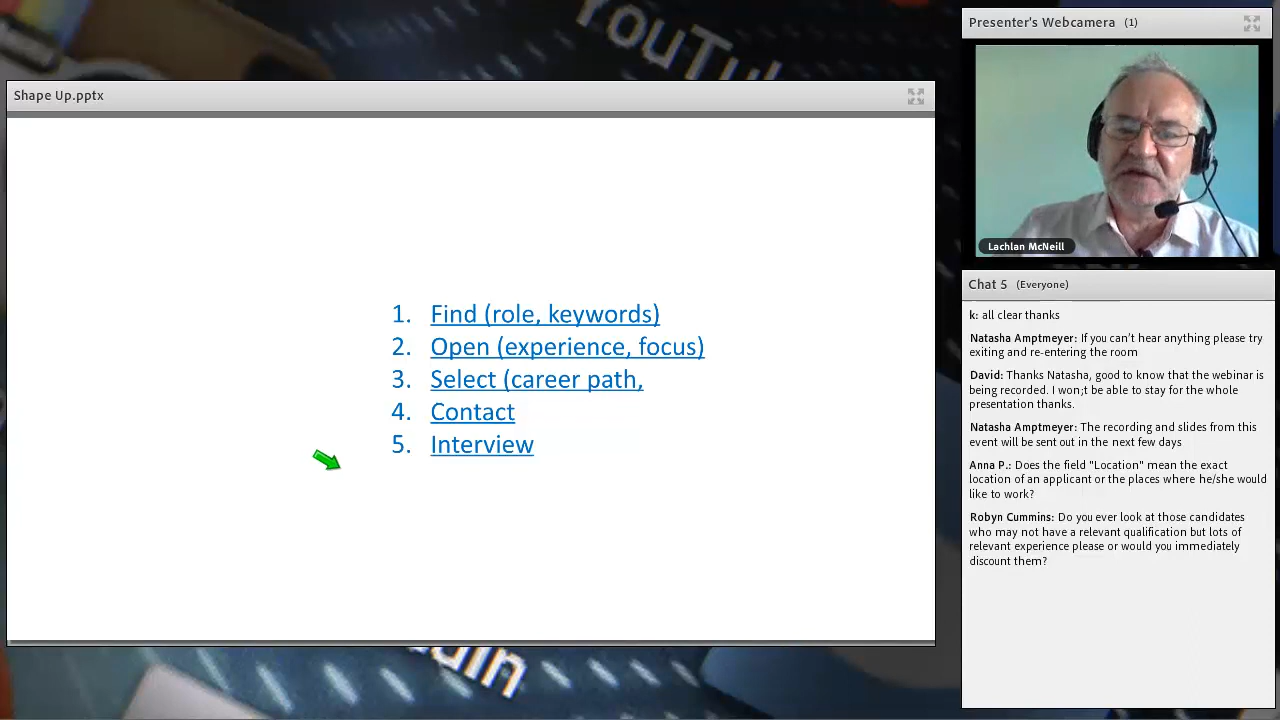 YouTu
Shape Up.pptx
1. Find (role, keywords)
2. Open (experience, focus)
3. Select (career path,
4. Contact
5. Interview
Presenter's Webcamera (1)
Lachlan McNeill
Chat 5 (Everyone)
k: all clear thanks
Natasha Amptmeyer: If you can't hear anything please try
exiting and re-entering the room
David: Thanks Natasha, good to know that the webinar is
being recorded. I won;t be able to stay for the whole
presentation thanks.
Natasha Amptmeyer: The recording and slides from this
event will be sent out in the next few days
Anna P.: Does the field "Location" mean the exact
location of an applicant or the places where he/she would
like to work?
Robyn Cummins: Do you ever look at those candidates
who may not have a relevant qualification but lots of
relevant experience please or would you immediately
discount them?